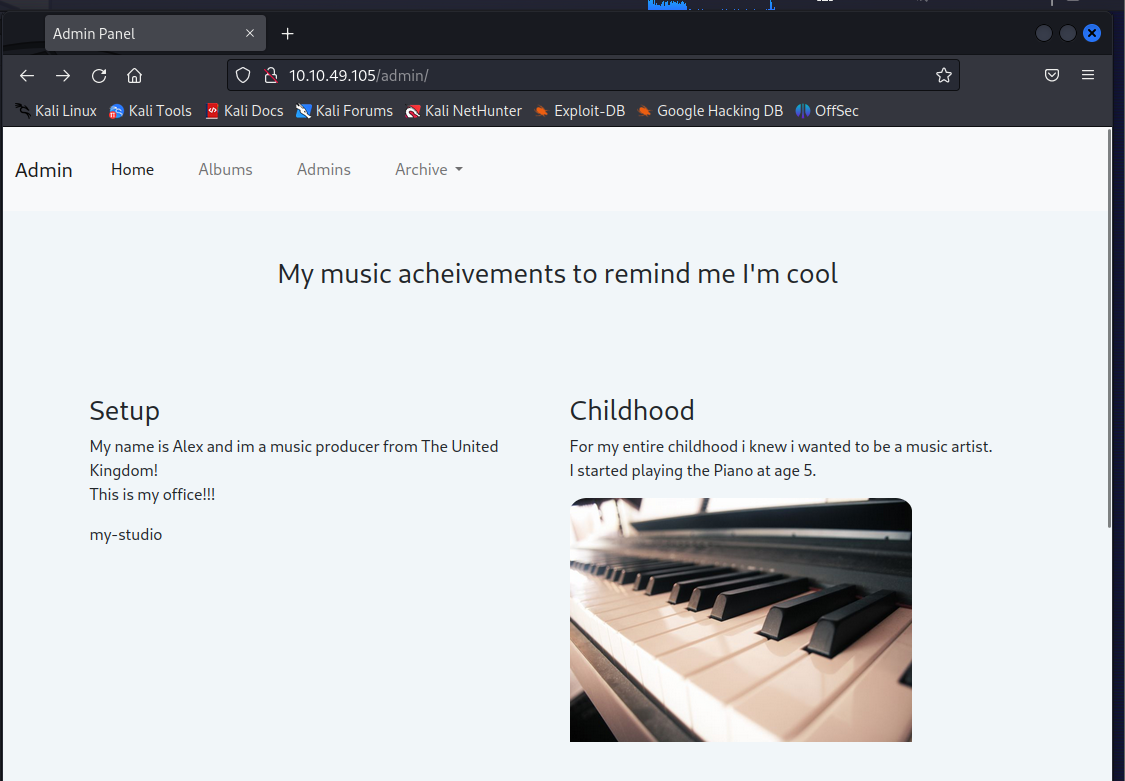 Admin Panel
10.10.49.105/admin/
Kali Linux Kali Tools Kali Docs Kali Forums Kali NetHunter Exploit-DB Google Hacking DB OffSec
Admin Home Albums Admins Archive
My music acheivements to remind me I'm cool
Setup
My name is Alex and im a music producer from The United
Kingdom!
This is my office!!!
my-studio
Childhood
For my entire childhood i knew i wanted to be a music artist.
I started playing the Piano at age 5.